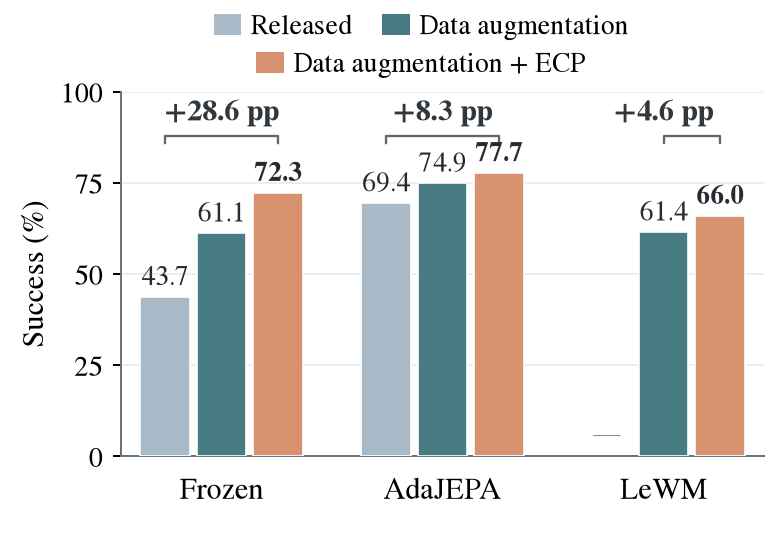 Released Data augmentation
Data augmentation + ECP
Success (%)
100
75
50
25
0
+28.6 pp
+8.3 pp
+4.6 pp
43.7
61.1
72.3
69.4
74.9
77.7
—
61.4
66.0
Frozen
AdaJEPA
LeWM